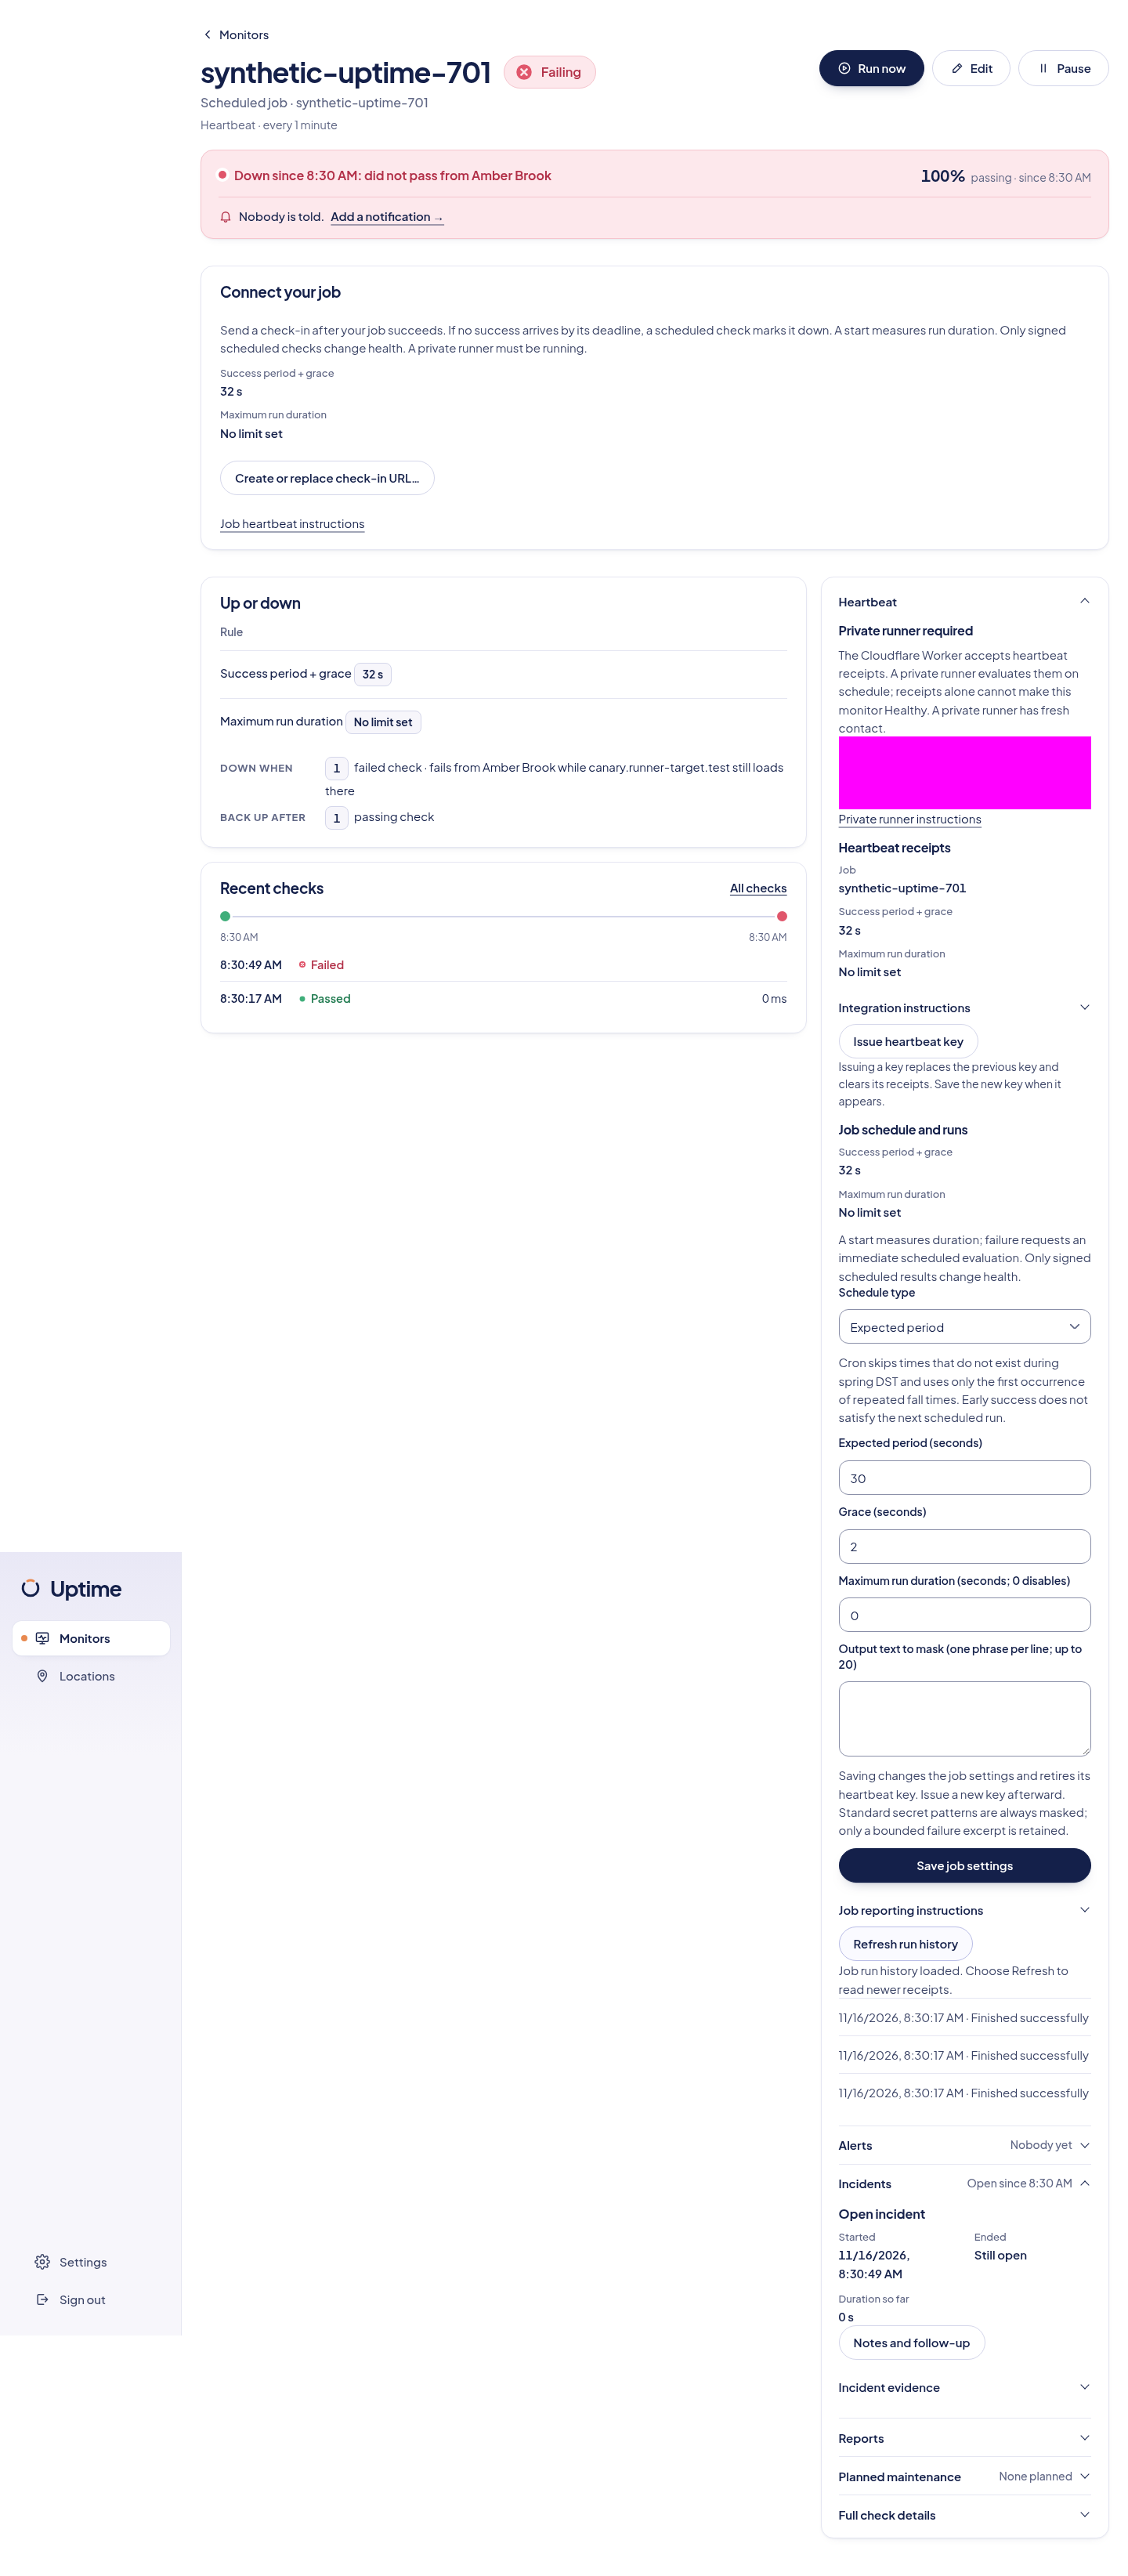 Monitors
synthetic-uptime-701
Failing
Run now
Edit
Pause
Scheduled job · synthetic-uptime-701
Heartbeat · every 1 minute
Down since 8:30 AM: did not pass from Amber Brook
100% passing · since 8:30 AM
Nobody is told. Add a notification →
Connect your job
Send a check-in after your job succeeds. If no success arrives by its deadline, a scheduled check marks it down. A start measures run duration. Only signed
scheduled checks change health. A private runner must be running.
Success period + grace
32 s
Maximum run duration
No limit set
Create or replace check-in URL…
Job heartbeat instructions
Up or down
Rule
Success period + grace 32 s
Maximum run duration No limit set
DOWN WHEN 1 failed check · fails from Amber Brook while canary.runner-target.test still loads
there
BACK UP AFTER 1 passing check
Recent checks
All checks
8:30 AM
8:30 AM
8:30:49 AM Failed
8:30:17 AM Passed 0 ms
Heartbeat
Private runner required
The Cloudflare Worker accepts heartbeat
receipts. A private runner evaluates them on
schedule; receipts alone cannot make this
monitor Healthy. A private runner has fresh
contact.
Private runner instructions
Heartbeat receipts
Job
synthetic-uptime-701
Success period + grace
32 s
Maximum run duration
No limit set
Integration instructions
Issue heartbeat key
Issuing a key replaces the previous key and
clears its receipts. Save the new key when it
appears.
Job schedule and runs
Success period + grace
32 s
Maximum run duration
No limit set
A start measures duration; failure requests an
immediate scheduled evaluation. Only signed
scheduled results change health.
Schedule type
Expected period
Cron skips times that do not exist during
spring DST and uses only the first occurrence
of repeated fall times. Early success does not
satisfy the next scheduled run.
Expected period (seconds)
30
Grace (seconds)
2
Maximum run duration (seconds; 0 disables)
0
Output text to mask (one phrase per line; up to
20)
Saving changes the job settings and retires its
heartbeat key. Issue a new key afterward.
Standard secret patterns are always masked;
only a bounded failure excerpt is retained.
Save job settings
Job reporting instructions
Refresh run history
Job run history loaded. Choose Refresh to
read newer receipts.
11/16/2026, 8:30:17 AM · Finished successfully
11/16/2026, 8:30:17 AM · Finished successfully
11/16/2026, 8:30:17 AM · Finished successfully
Alerts Nobody yet
Incidents Open since 8:30 AM
Open incident
Started
11/16/2026,
8:30:49 AM
Ended
Still open
Duration so far
0 s
Notes and follow-up
Incident evidence
Reports
Planned maintenance None planned
Full check details
Uptime
Monitors
Locations
Settings
Sign out